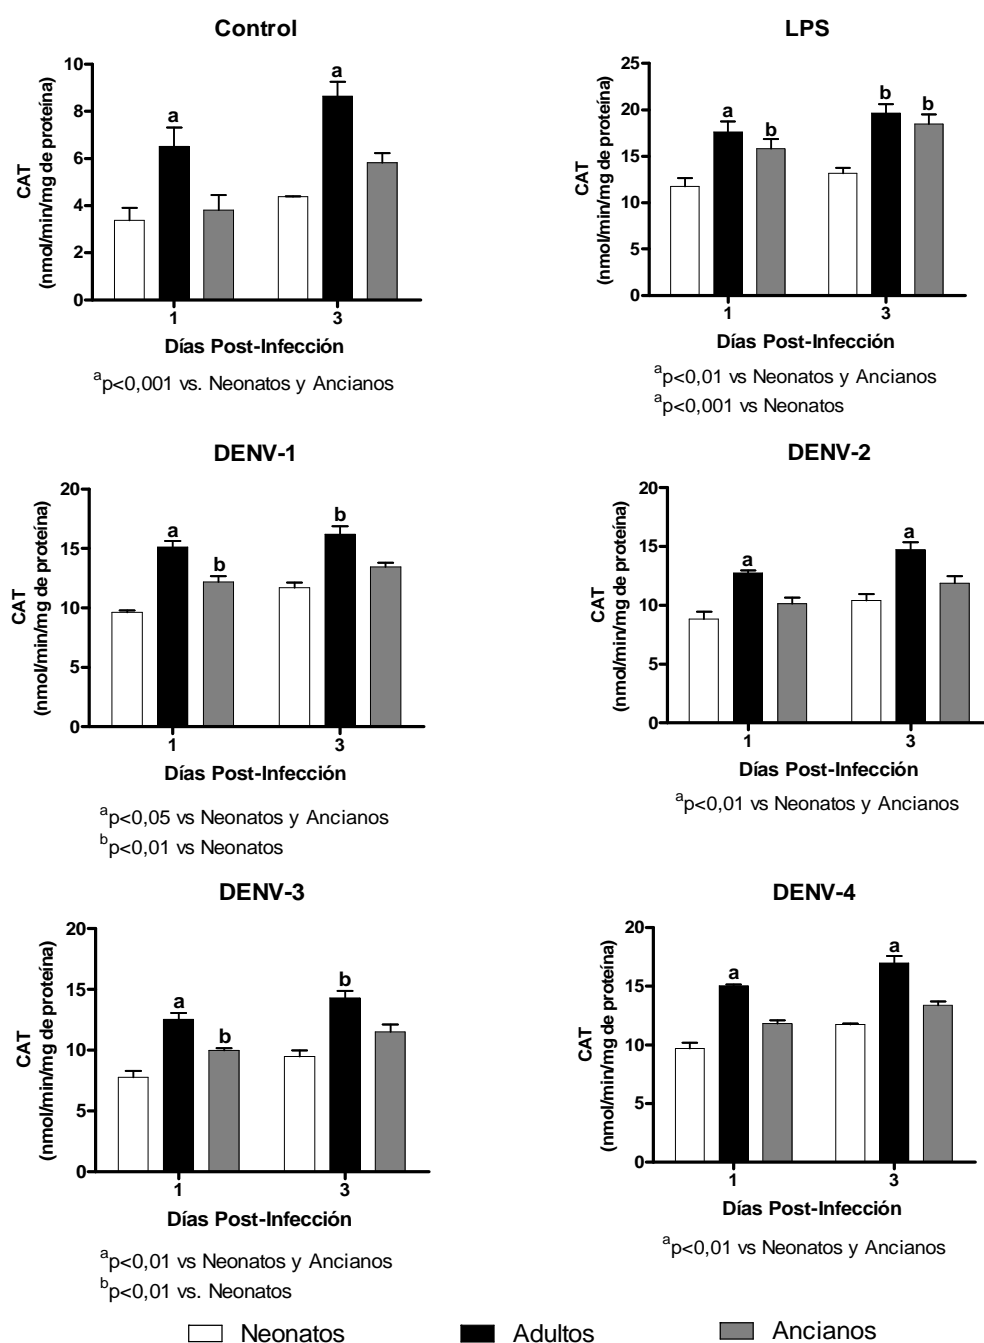 Control
CAT
(nmol/min/mg de proteína)
10
8
6
4
2
0
a
a
1
3
Días Post-Infección
ap<0,001 vs. Neonatos y Ancianos
LPS
CAT
(nmol/min/mg de proteína)
25
20
15
10
5
0
a
b
b
b
1
3
Días Post-Infección
ap<0,01 vs Neonatos y Ancianos
ap<0,001 vs Neonatos
DENV-1
CAT
(nmol/min/mg de proteína)
20
15
10
5
0
a
b
b
1
3
Días Post-Infección
ap<0,05 vs Neonatos y Ancianos
bp<0,01 vs Neonatos
DENV-2
CAT
(nmol/min/mg de proteína)
20
15
10
5
0
a
a
1
3
Días Post-Infección
ap<0,01 vs Neonatos y Ancianos
DENV-3
CAT
(nmol/min/mg de proteína)
20
15
10
5
0
a
b
b
1
3
Días Post-Infección
ap<0,01 vs Neonatos y Ancianos
bp<0,01 vs. Neonatos
DENV-4
CAT
(nmol/min/mg de proteína)
20
15
10
5
0
a
a
1
3
Días Post-Infección
ap<0,01 vs Neonatos y Ancianos
Neonatos
Adultos
Ancianos